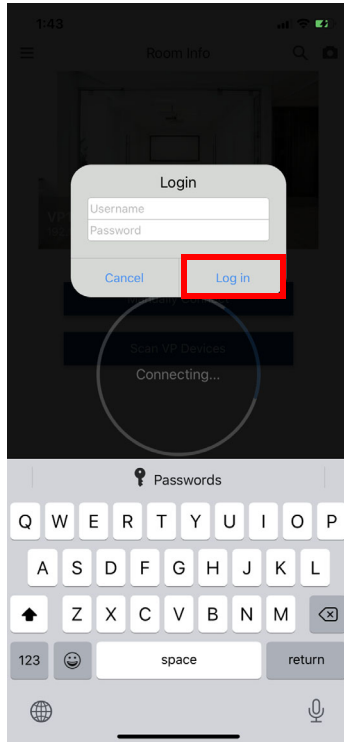 1:43
Room Info
Login
Username
Password
Cancel
Log in
Scan VP Devices
Connecting...
Passwords
Q W E R T Y U I O P
A S D F G H J K L
Z X C V B N M
123 space return